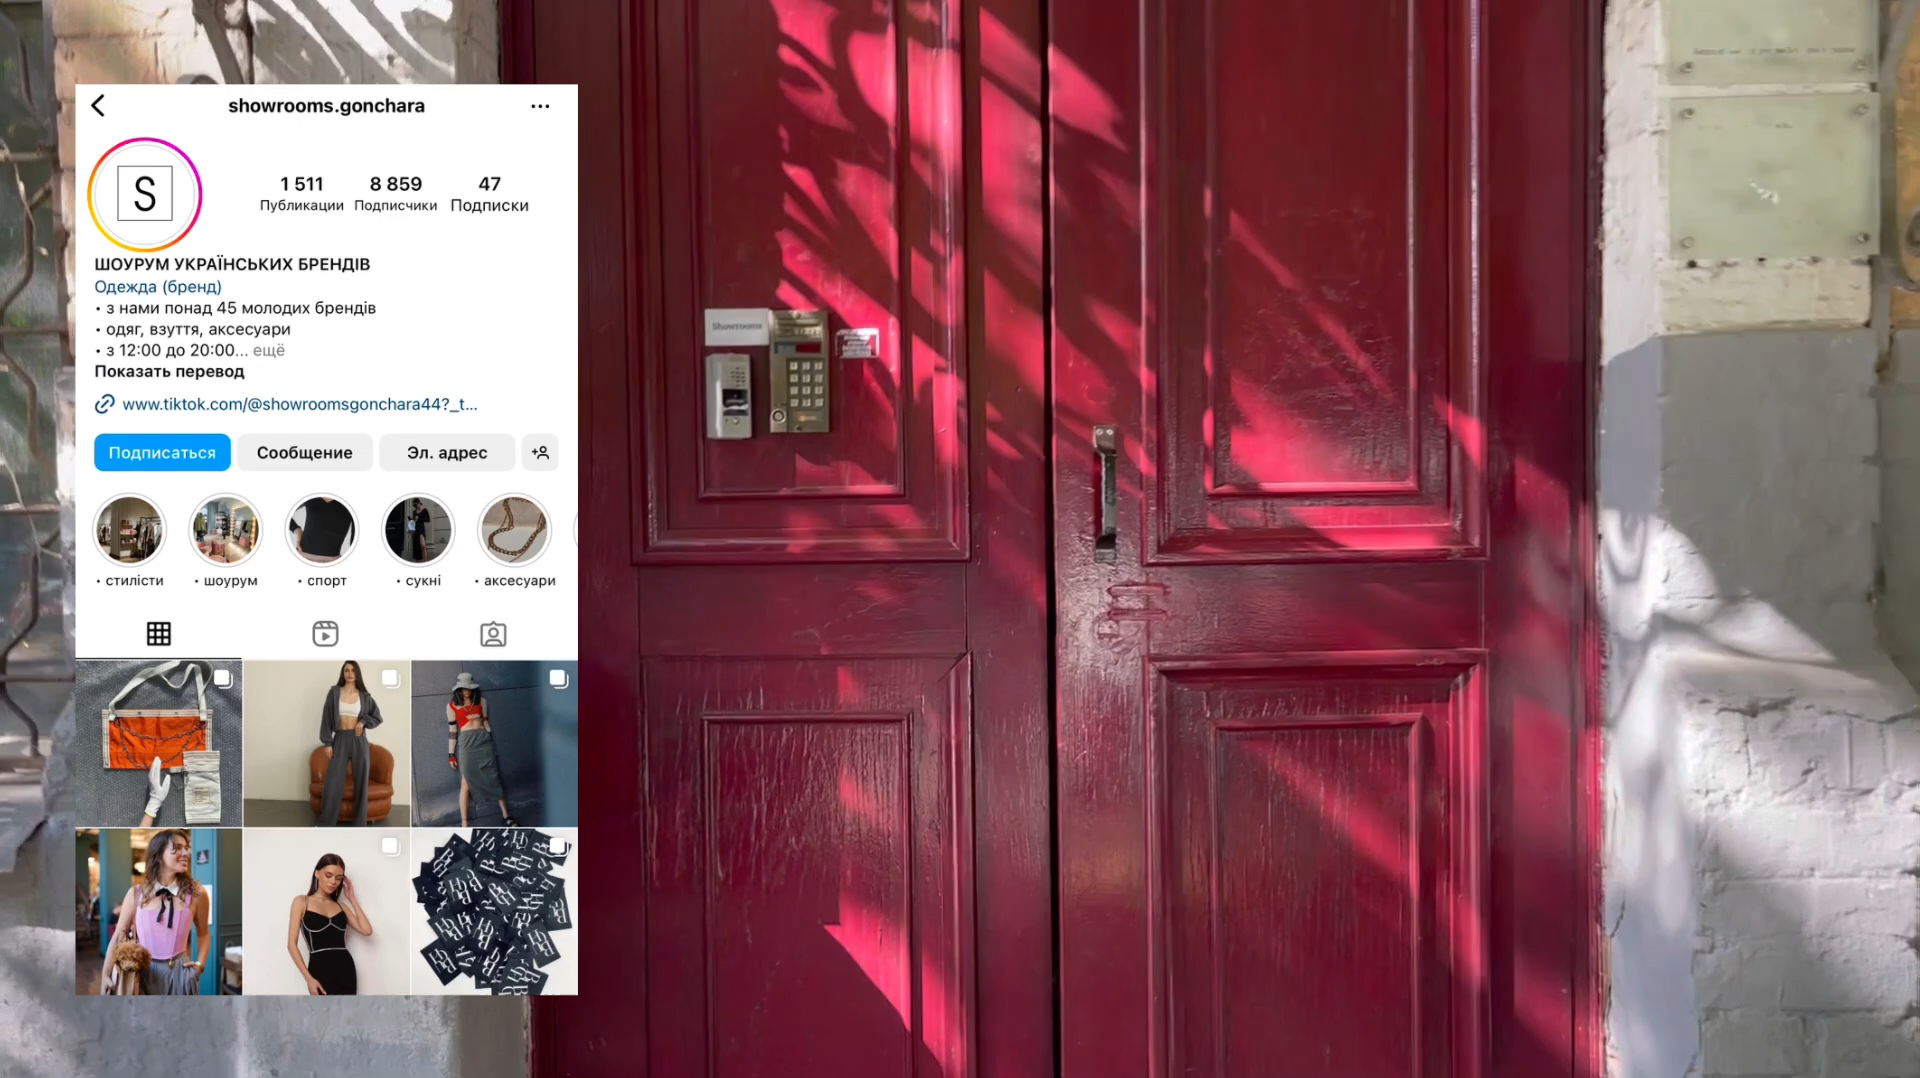 showrooms.gonchara
S
1 511
8 859
47
Публикации
Подписчики
Подписки
ШОУРУМ УКРАЇНСЬКИХ БРЕНДІВ
Одежда (бренд)
• з нами понад 45 молодих брендів
• одяг, взуття, аксесуари
• з 12:00 до 20:00... ещё
Показать перевод
www.tiktok.com/@showroomsgonchara44?_t...
Подписаться
Сообщение
Эл. адрес
• стилісти
• шоурум
• спорт
• сукні
• аксесуари
Showrooms